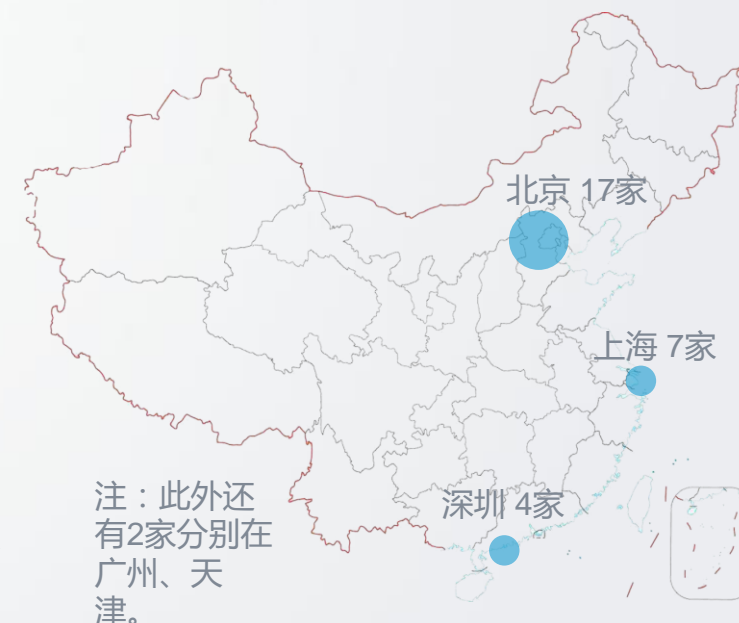 北京 17家
上海 7家
深圳 4家
注：此外还
有2家分别在
广州、天
津。